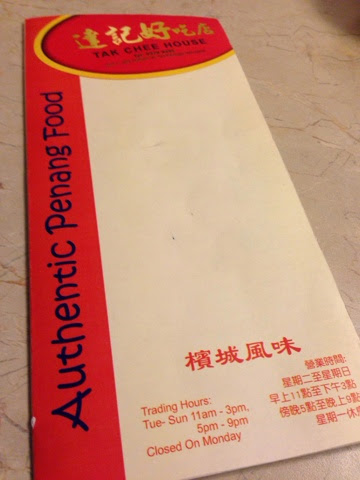 達記好吃店
TAK CHEE HOUSE
Authentic Penang Food
檳城風味
Trading Hours:
Tue- Sun 11am - 3pm,
5pm - 9pm
Closed On Monday
營業時間:
星期二至星期日
早上11點至下午3點
傍晚5點至晚上9點
星期一休